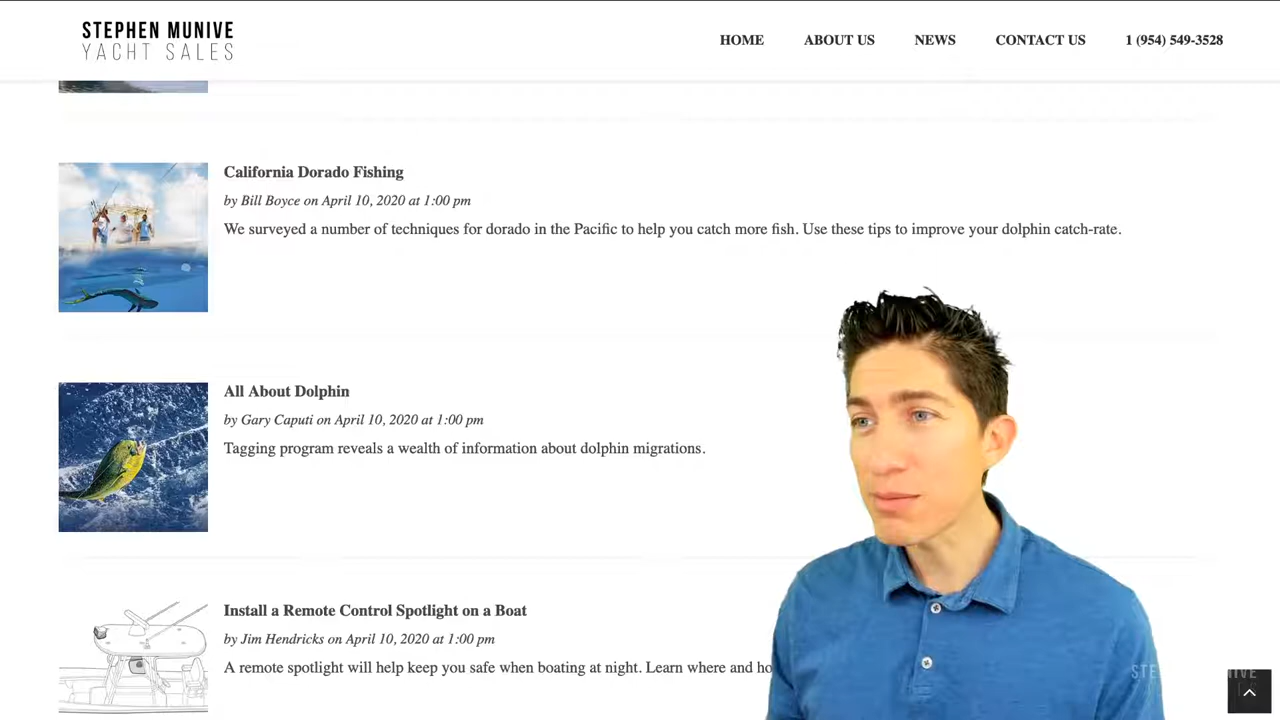 STEPHEN MUNIVE
YACHT SALES
HOME ABOUT US NEWS CONTACT US 1 (954) 549-3528
California Dorado Fishing
by Bill Boyce on April 10, 2020 at 1:00 pm
We surveyed a number of techniques for dorado in the Pacific to help you catch more fish. Use these tips to improve your dolphin catch-rate.
All About Dolphin
by Gary Caputi on April 10, 2020 at 1:00 pm
Tagging program reveals a wealth of information about dolphin migrations.
Install a Remote Control Spotlight on a Boat
by Jim Hendricks on April 10, 2020 at 1:00 pm
A remote spotlight will help keep you safe when boating at night. Learn where and